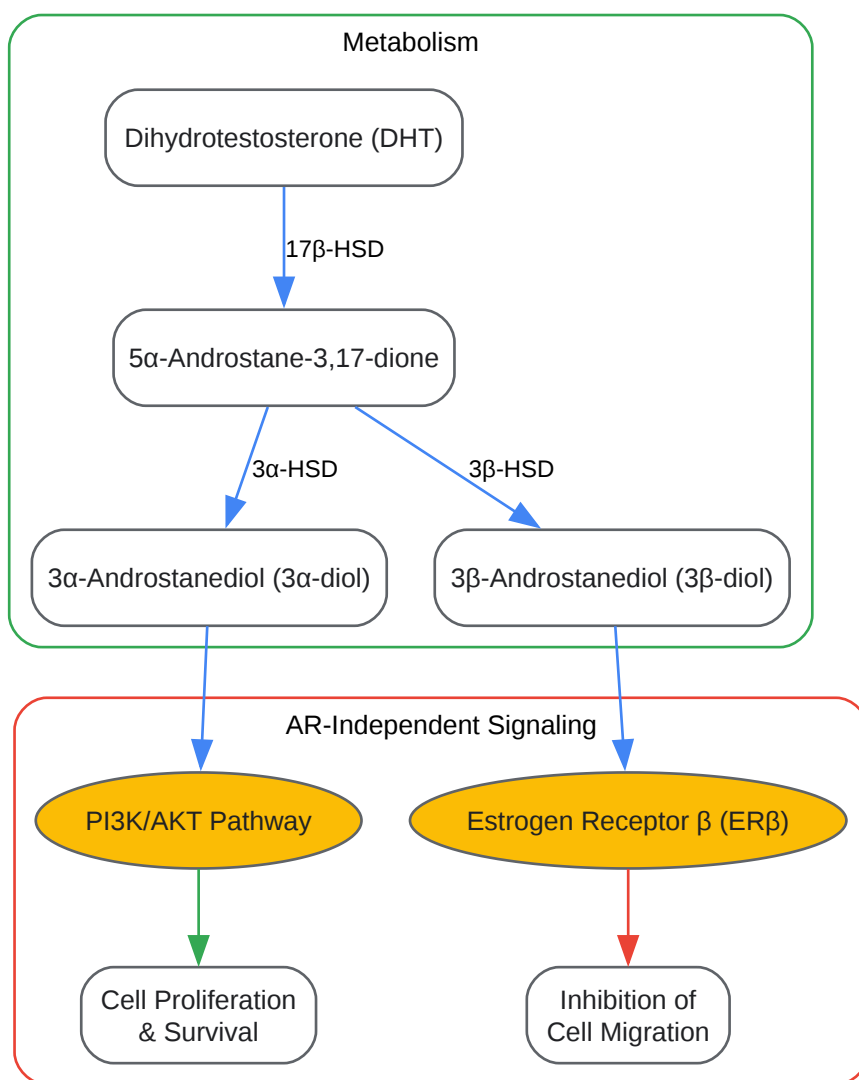 Metabolism
Dihydrotestosterone (DHT)
17β-HSD
5α-Androstane-3,17-dione
3α-HSD
3β-HSD
3α-Androstanediol (3α-diol)
3β-Androstanediol (3β-diol)
AR-Independent Signaling
PI3K/AKT Pathway
Estrogen Receptor β (ERβ)
Cell Proliferation
& Survival
Inhibition of
Cell Migration